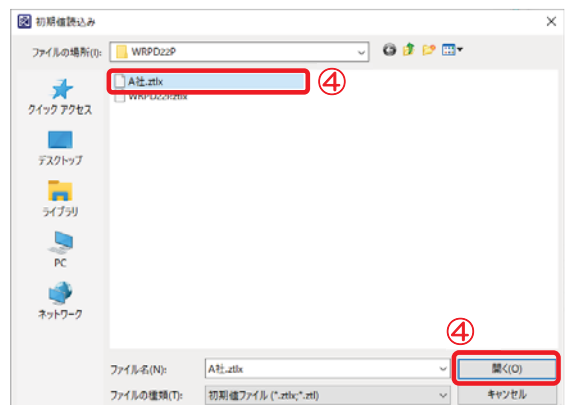 初期値読込み
ファイルの場所(I):
WRPD22P
A社.ztlx
④
WRPD22P.ztlx
クイック アクセス
デスクトップ
ライブラリ
PC
ネットワーク
④
ファイル名(N):
A社.ztlx
開く(O)
ファイルの種類(T):
初期値ファイル (*.ztlx;*.ztl)
キャンセル